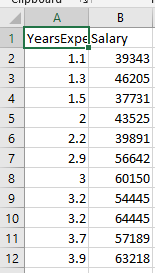 Clipboard
A B
1 YearsExpe Salary
2 1.1 39343
3 1.3 46205
4 1.5 37731
5 2 43525
6 2.2 39891
7 2.9 56642
8 3 60150
9 3.2 54445
10 3.2 64445
11 3.7 57189
12 3.9 63218